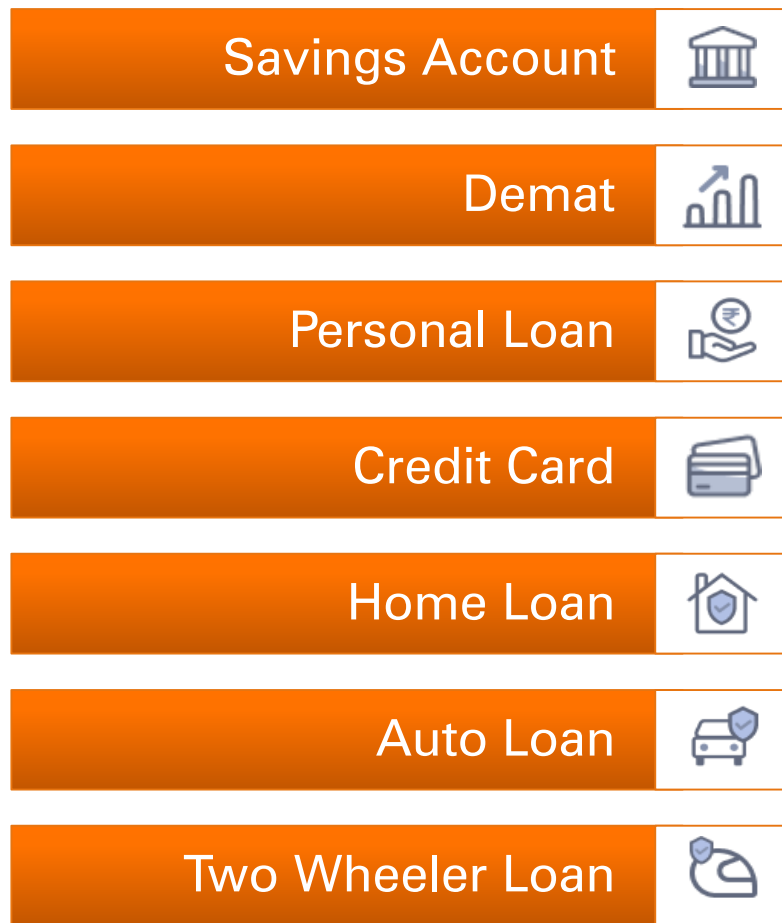 Savings Account
Demat
Personal Loan
₹
Credit Card
Home Loan
Auto Loan
Two Wheeler Loan